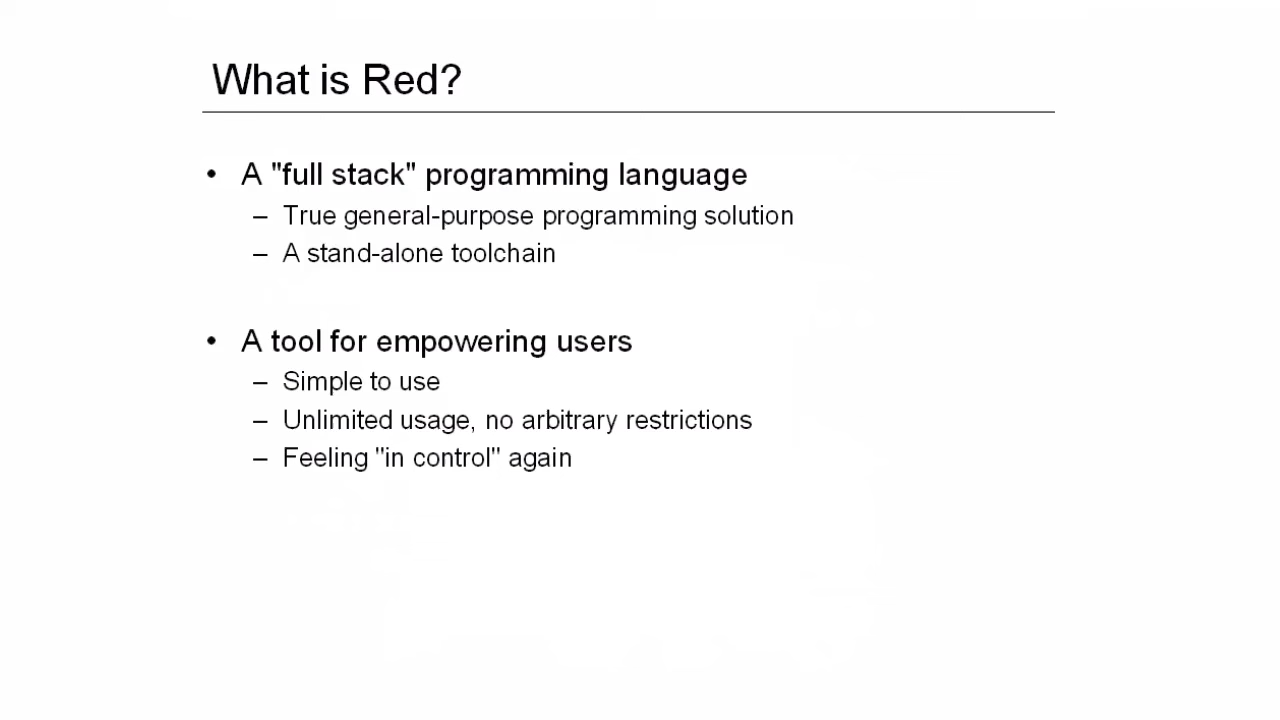 What is Red?
• A "full stack" programming language
– True general-purpose programming solution
– A stand-alone toolchain
• A tool for empowering users
– Simple to use
– Unlimited usage, no arbitrary restrictions
– Feeling "in control" again